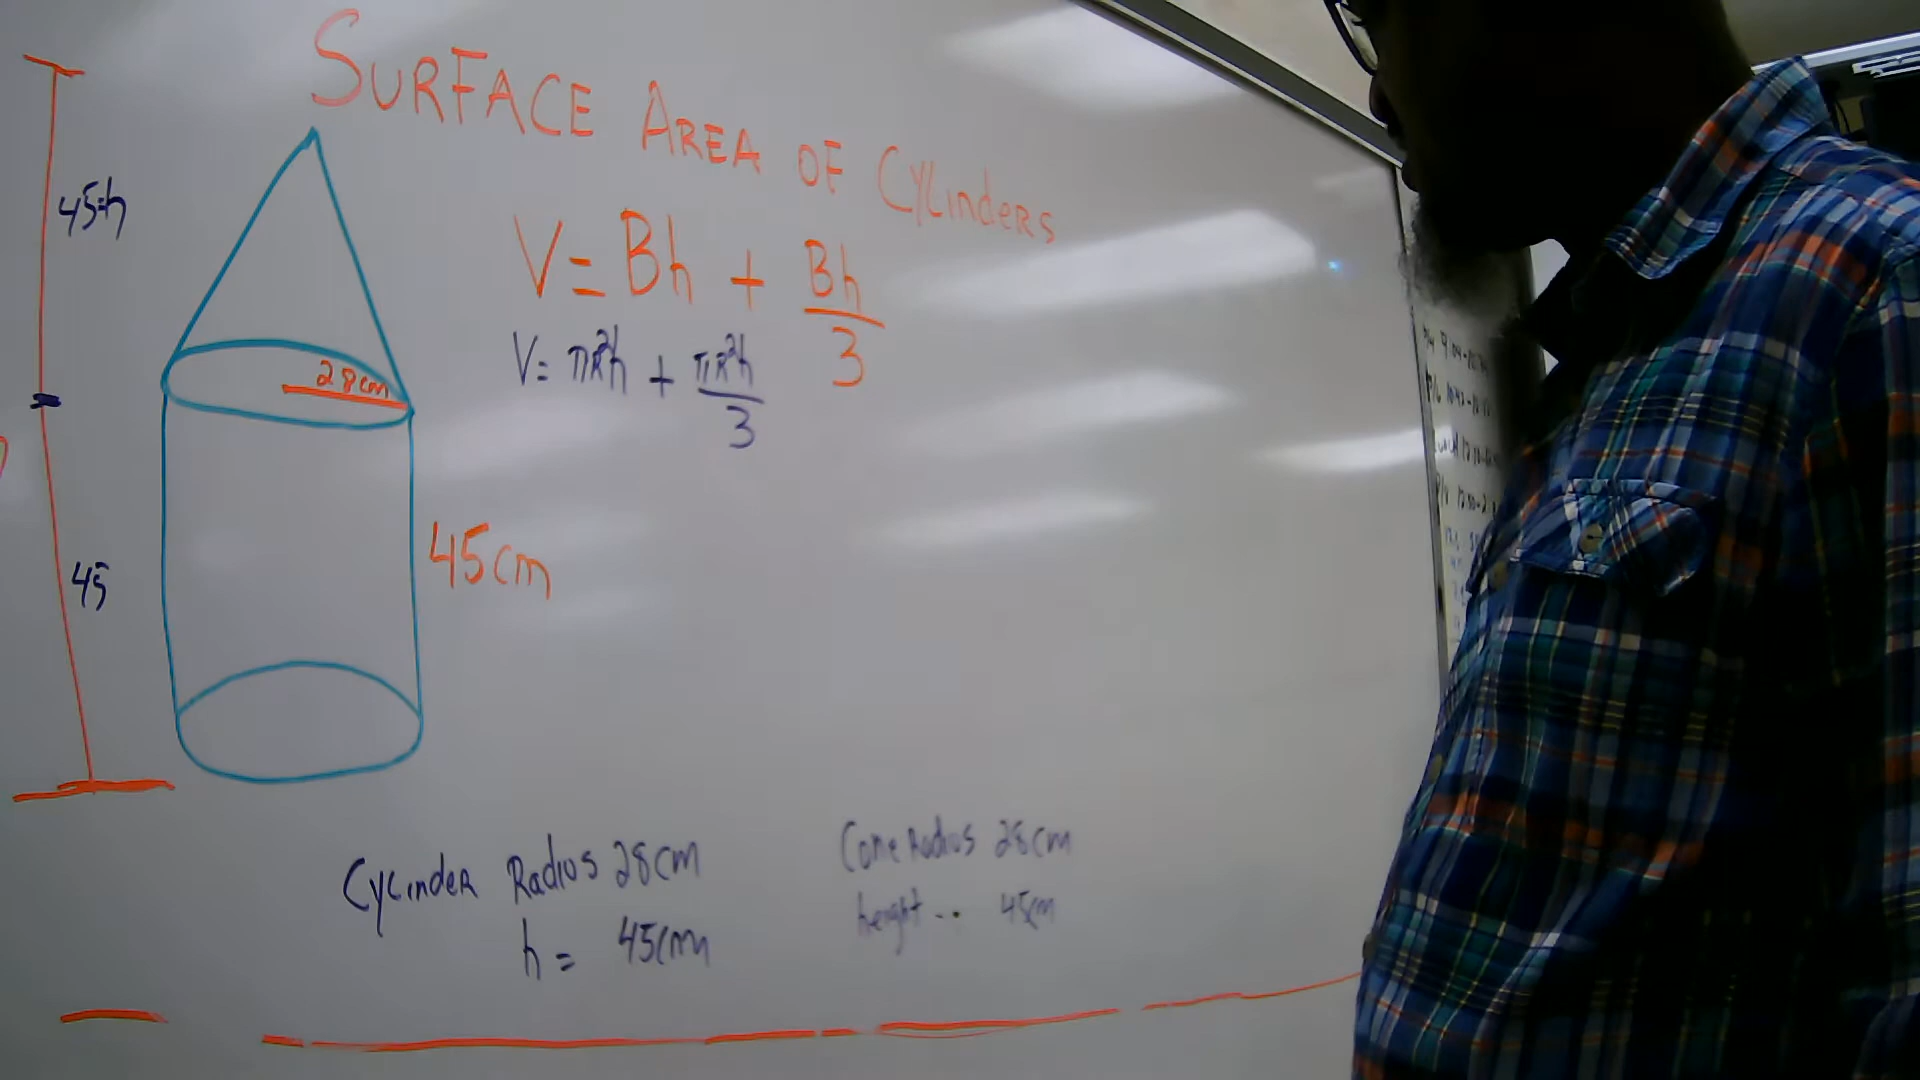 SURFACE AREA OF CYLINDERS
45=h
V = Bh + Bh/3
V = πR²h + πR²h/3
28cm
45cm
45
Cylinder Radius 28cm
h = 45cm
Cone Radius 28cm
height .. 45cm